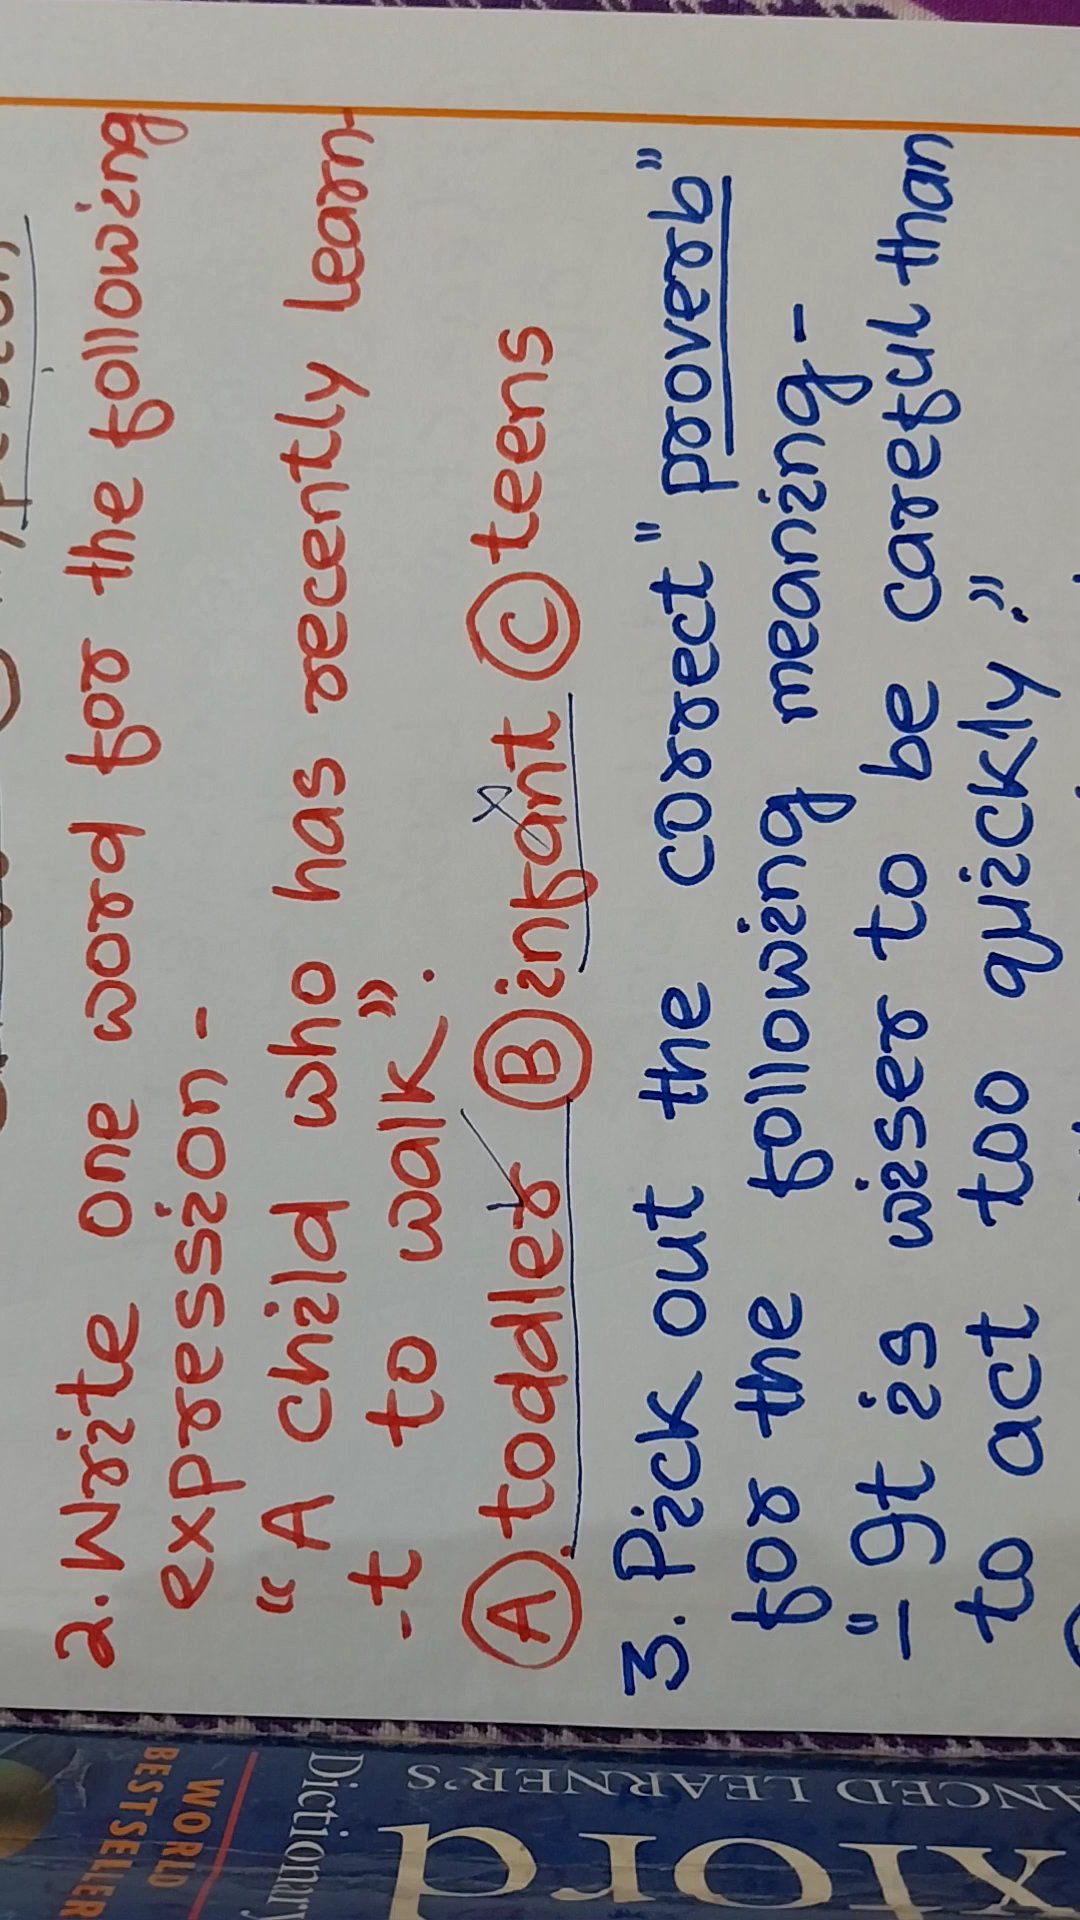 2. Write one word for the following
expression -
"A child who has recently learn-
-t to walk".
A toddler B infant C teens
3. Pick out the correct "proverb"
for the following meaning -
- "It is wiser to be careful than
to act too quickly."
WORLD
BESTSELLER
Dictionary
ANCED LEARNER'S
xford